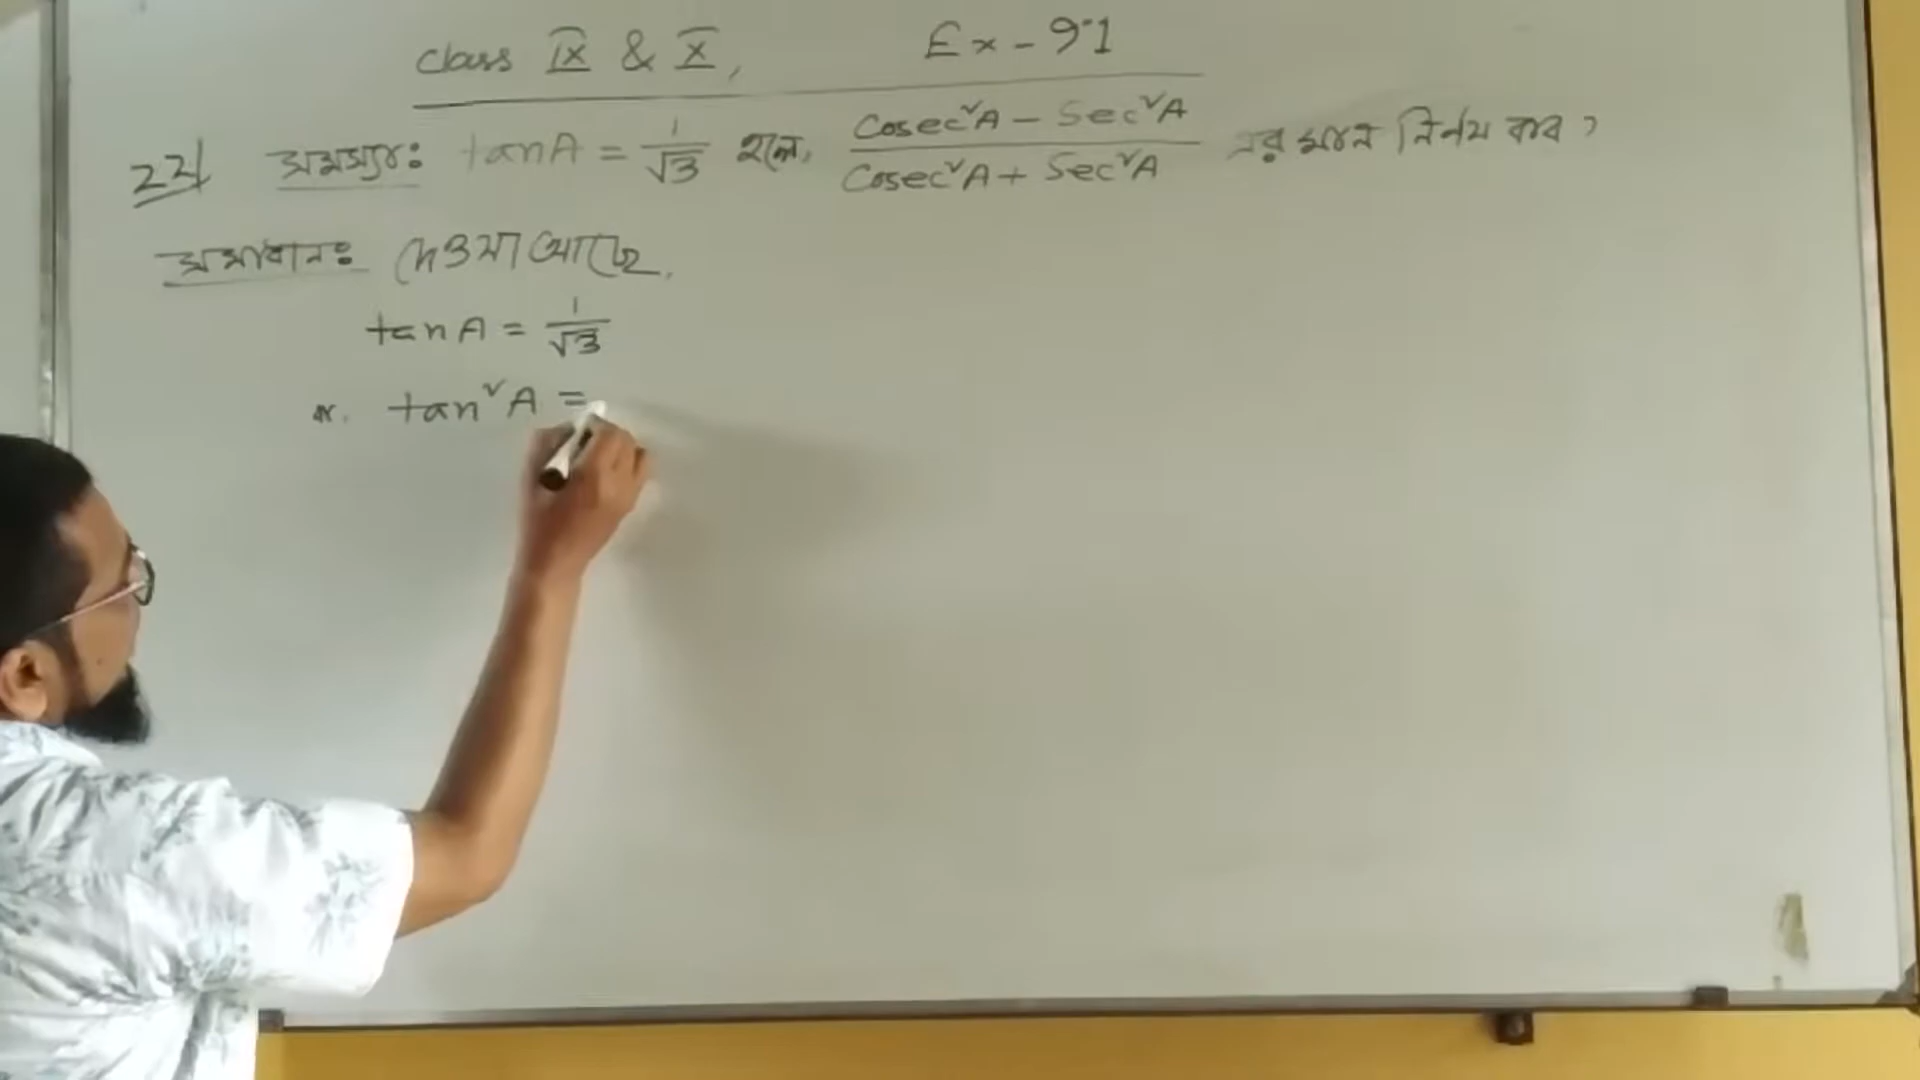 Class IX & X, Ex - 9.1
22| সমস্যা: tanA = 1/√3 হলে, (Cosec²A - Sec²A)/(Cosec²A + Sec²A) এর মান নির্ণয় কর ?
সমাধান: দেওয়া আছে,
tanA = 1/√3
বা, tan²A =